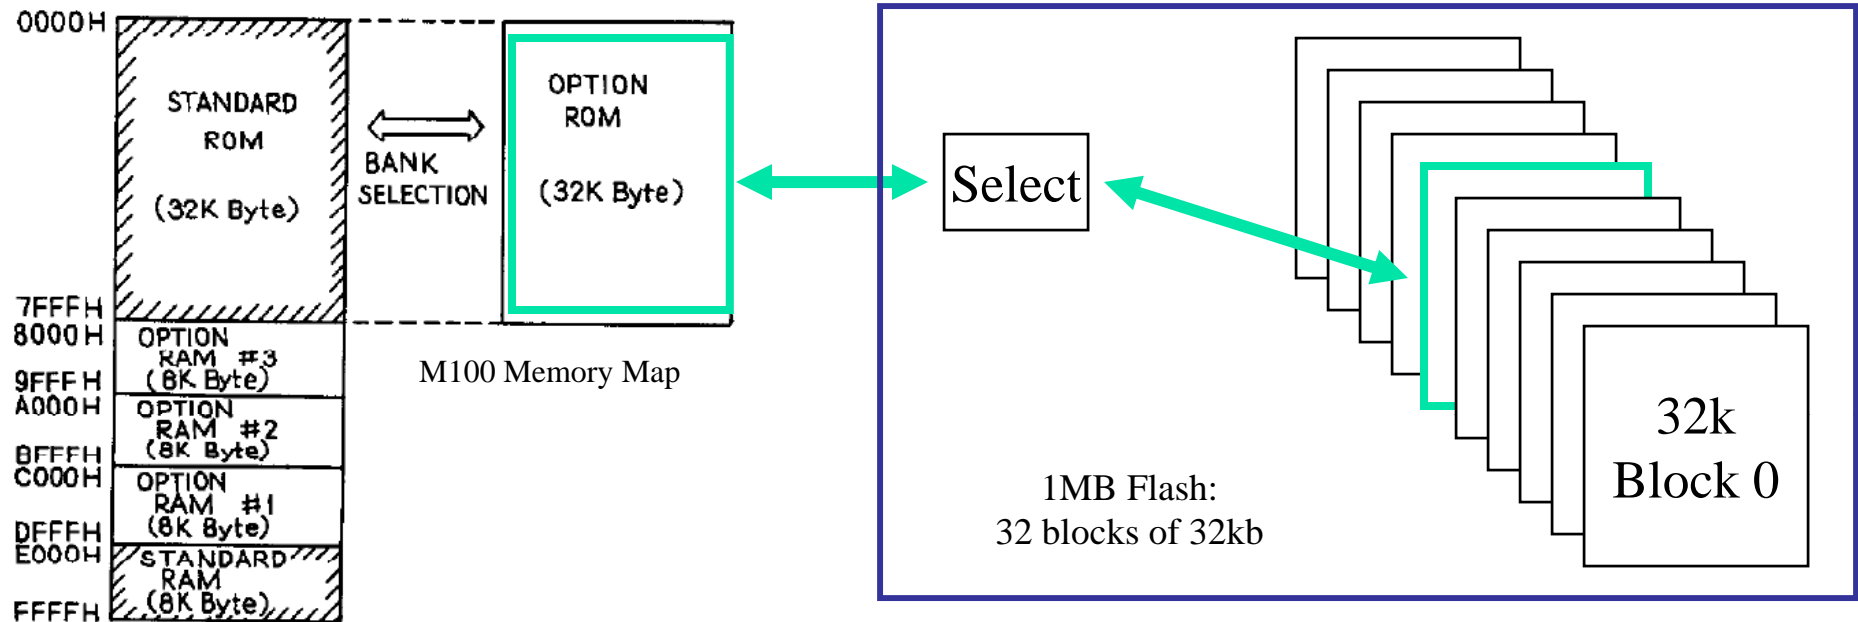 0000H
STANDARD
ROM
(32K Byte)
7FFFH
8000H
OPTION
RAM #3
(8K Byte)
9FFFH
A000H
OPTION
RAM #2
(8K Byte)
BFFFH
C000H
OPTION
RAM #1
(8K Byte)
DFFFH
E000H
STANDARD
RAM
(8K Byte)
FFFFH
BANK
SELECTION
OPTION
ROM
(32K Byte)
M100 Memory Map
Select
1MB Flash:
32 blocks of 32kb
32k
Block 0